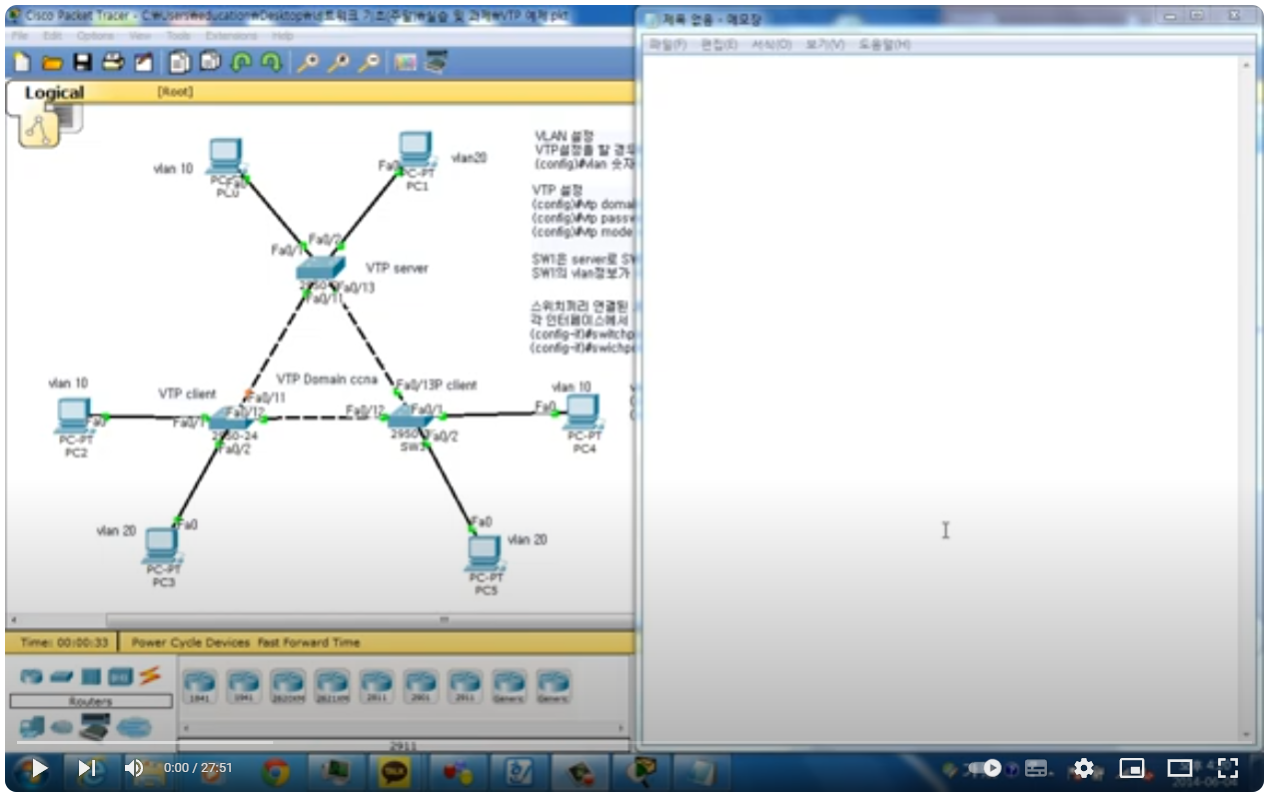 Cisco Packet Tracer - C:₩Users₩education₩Desktop₩네트워크 기초(주말)₩실습 및 과제₩VTP 예제.pkt
File Edit Options View Tools Extensions Help
Logical
[Root]
vlan 10
PC0
Fa0
vlan20
Fa0
PC-PT
PC1
Fa0/1
Fa0/2
VTP server
Fa0/11
Fa0/13
VLAN 설정
VTP설정을 할 경우
(config)#vlan 숫자
VTP 설정
(config)#vtp domai
(config)#vtp passw
(config)#vtp mode
SW1은 server로 SW
SW1의 vlan정보가
스위치끼리 연결된
각 인터페이스에서
(config-if)#switchp
(config-if)#swichpo
VTP Domain ccna
vlan 10
VTP client
Fa0/11
Fa0/12
Fa0/1
2950-24
Fa0/2
Fa0
PC-PT
PC2
Fa0/13
P client
Fa0/12
Fa0/1
Fa0/2
vlan 10
Fa0
PC-PT
PC4
vlan 20
Fa0
PC-PT
PC3
Fa0
vlan 20
PC-PT
PC5
Time: 00:00:33
Power Cycle Devices Fast Forward Time
Routers
1841
1941
2620XM
2621XM
2811
2901
2911
Generic
Generic
2911
제목 없음 - 메모장
파일(F) 편집(E) 서식(O) 보기(V) 도움말(H)
TALK
0:00 / 27:51